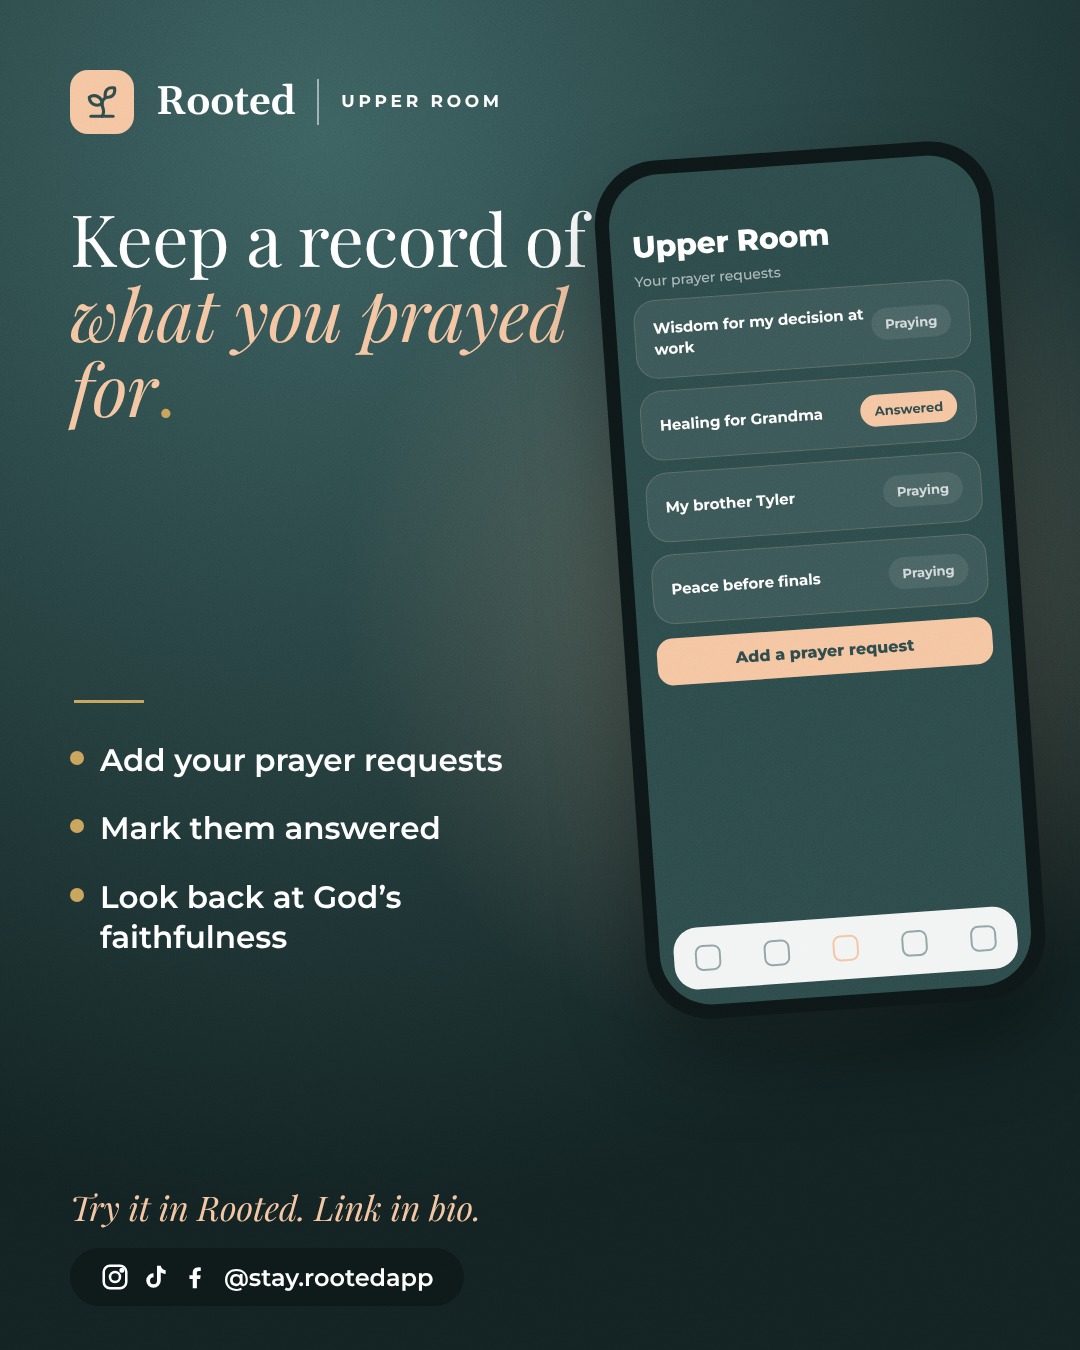 Rooted
UPPER ROOM
Keep a record of
what you prayed
for.
Upper Room
Your prayer requests
Wisdom for my decision at
work
Praying
Healing for Grandma
Answered
My brother Tyler
Praying
Peace before finals
Praying
Add a prayer request
Add your prayer requests
Mark them answered
Look back at God’s
faithfulness
Try it in Rooted. Link in bio.
@stay.rootedapp